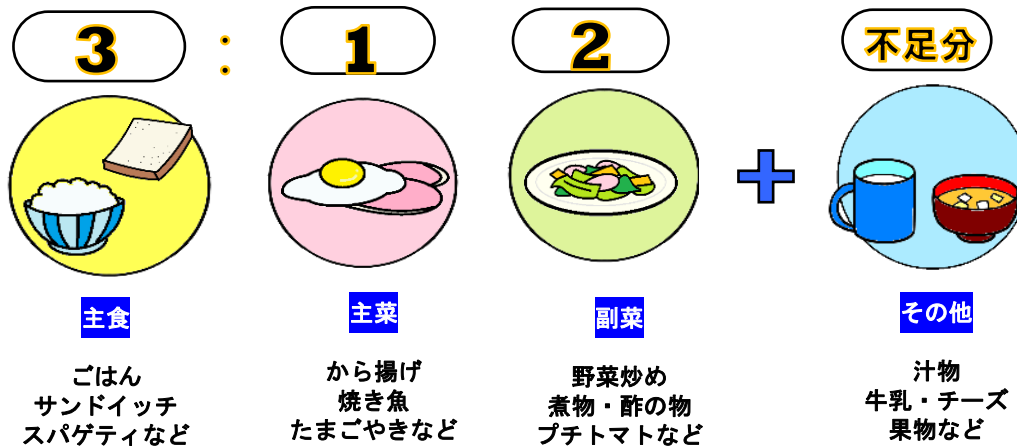 3 : 1 2 不足分
主食
主菜
副菜
その他
ごはん
サンドイッチ
スパゲティなど
から揚げ
焼き魚
たまごやきなど
野菜炒め
煮物・酢の物
プチトマトなど
汁物
牛乳・チーズ
果物など